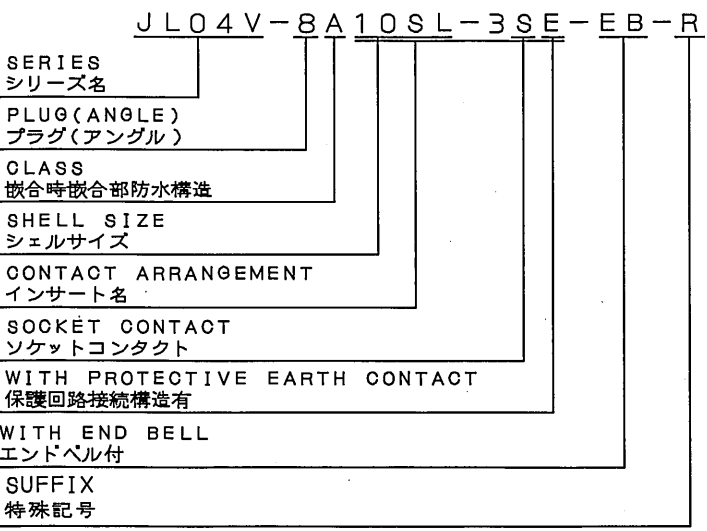 JL04V-8A10SL-3SE-EB-R
SERIES
シリーズ名
PLUG(ANGLE)
プラグ(アングル)
CLASS
嵌合時嵌合部防水構造
SHELL SIZE
シェルサイズ
CONTACT ARRANGEMENT
インサート名
SOCKET CONTACT
ソケットコンタクト
WITH PROTECTIVE EARTH CONTACT
保護回路接続構造有
WITH END BELL
エンドベル付
SUFFIX
特殊記号